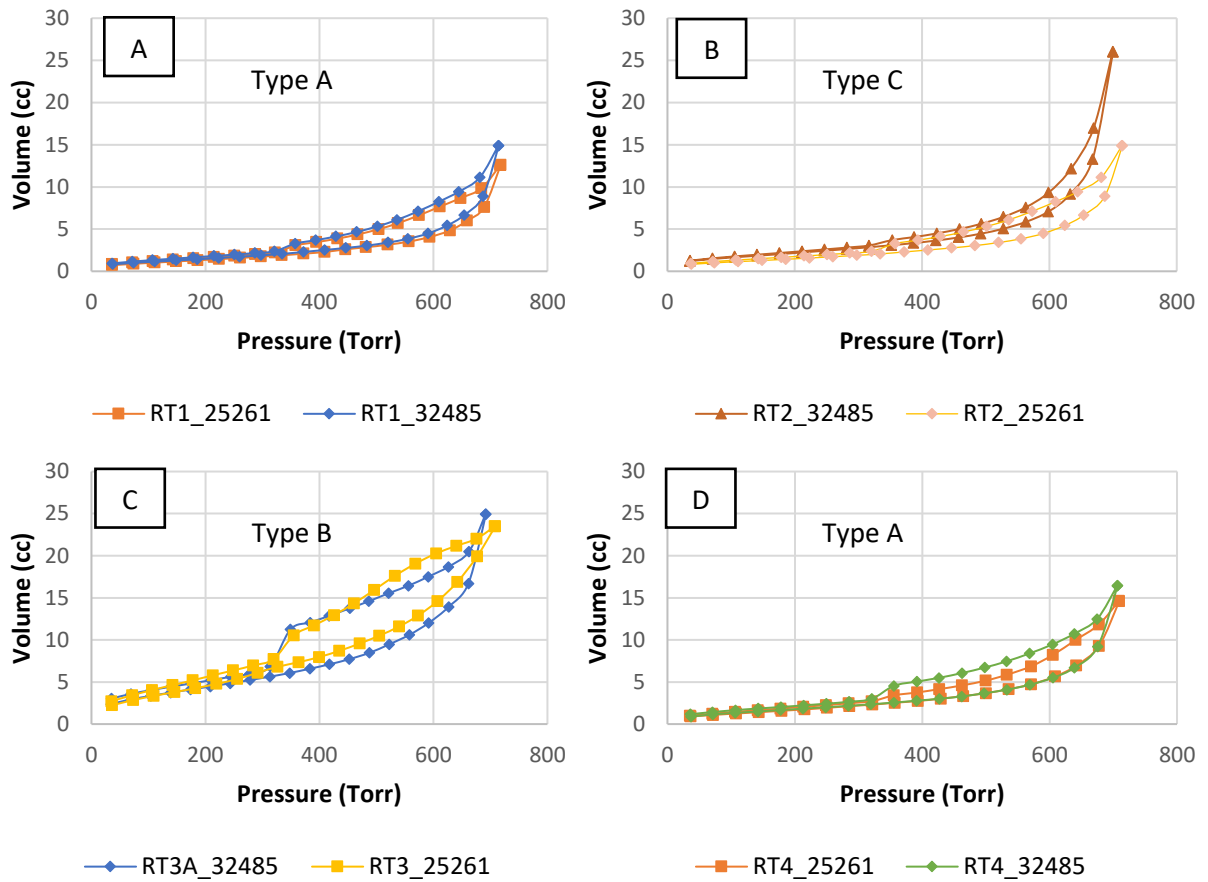 A
Type A
Volume (cc)
30
25
20
15
10
5
0
0 200 400 600 800
Pressure (Torr)
RT1_25261 RT1_32485
B
Type C
Volume (cc)
30
25
20
15
10
5
0
0 200 400 600 800
Pressure (Torr)
RT2_32485 RT2_25261
C
Type B
Volume (cc)
30
25
20
15
10
5
0
0 200 400 600 800
Pressure (Torr)
RT3A_32485 RT3_25261
D
Type A
Volume (cc)
30
25
20
15
10
5
0
0 200 400 600 800
Pressure (Torr)
RT4_25261 RT4_32485